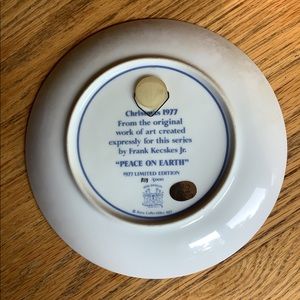 Christmas 1977
From the original
work of art created
expressly for this series
by Frank Kecskes Jr.
"PEACE ON EARTH"
1977 LIMITED EDITION